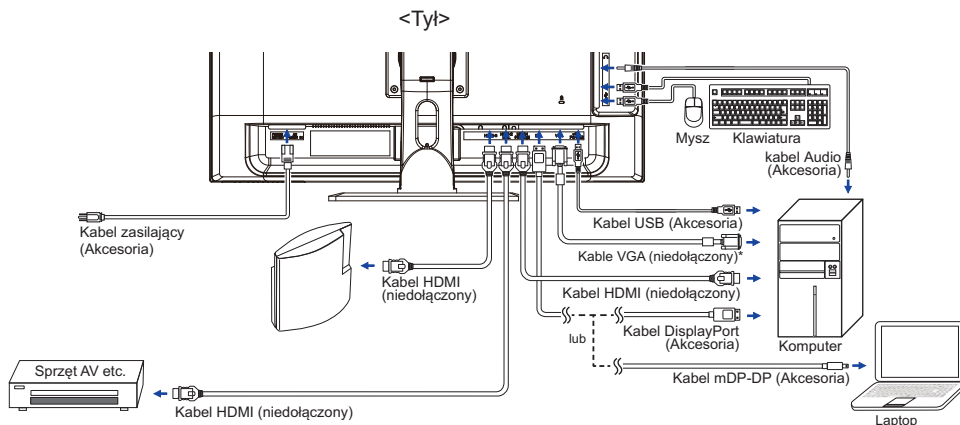 <Tył>
Mysz
Klawiatura
kabel Audio
(Akcesoria)
Kabel zasilający
(Akcesoria)
Kabel USB (Akcesoria)
Kable VGA (niedołączony)*
Kabel HDMI
(niedołączony)
Kabel HDMI (niedołączony)
Kabel DisplayPort
(Akcesoria)
lub
Komputer
Sprzęt AV etc.
Kabel mDP-DP (Akcesoria)
Kabel HDMI (niedołączony)
Laptop